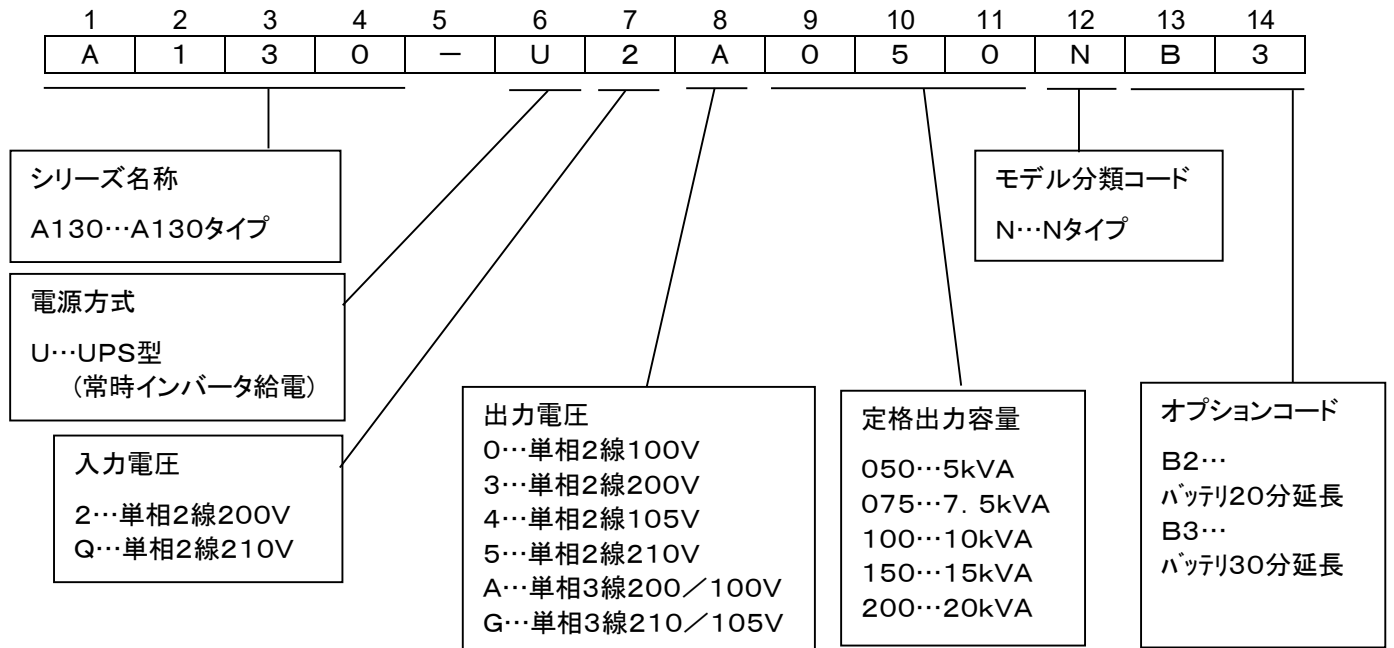 1 2 3 4 5 6 7 8 9 10 11 12 13 14
A 1 3 0 － U 2 A 0 5 0 N B 3
シリーズ名称
A130…A130タイプ
電源方式
U…UPS型
（常時インバータ給電）
入力電圧
2…単相2線200V
Q…単相2線210V
出力電圧
0…単相2線100V
3…単相2線200V
4…単相2線105V
5…単相2線210V
A…単相3線200／100V
G…単相3線210／105V
定格出力容量
050…5kVA
075…7．5kVA
100…10kVA
150…15kVA
200…20kVA
モデル分類コード
N…Nタイプ
オプションコード
B2…
ﾊﾞｯﾃﾘ20分延長
B3…
ﾊﾞｯﾃﾘ30分延長